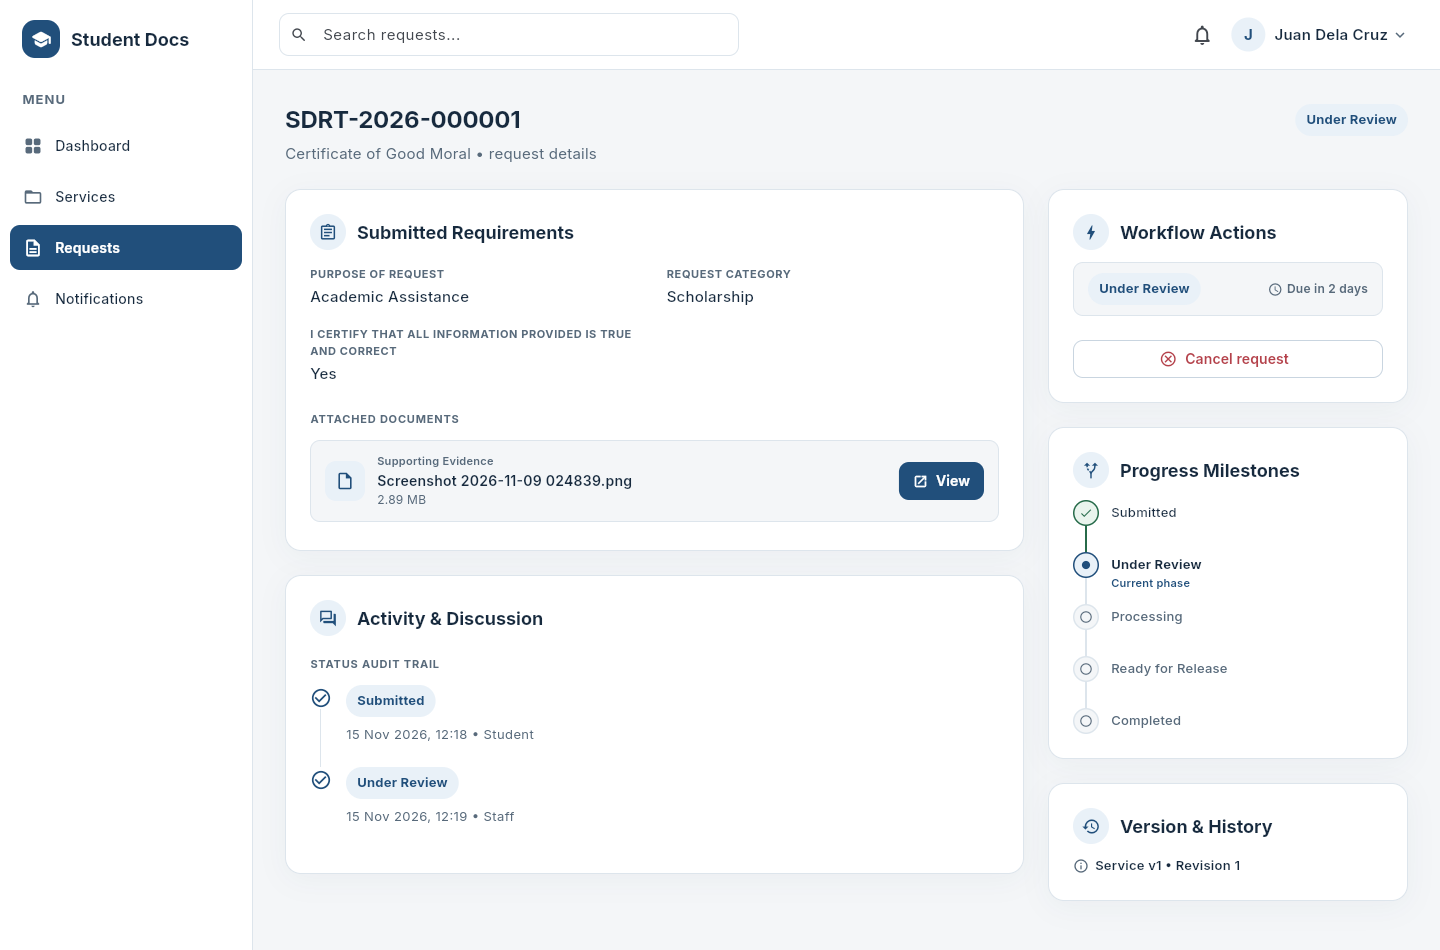 Student Docs
MENU
Dashboard
Services
Requests
Notifications
Search requests...
J
Juan Dela Cruz
SDRT-2026-000001
Certificate of Good Moral • request details
Under Review
Submitted Requirements
PURPOSE OF REQUEST
Academic Assistance
REQUEST CATEGORY
Scholarship
I CERTIFY THAT ALL INFORMATION PROVIDED IS TRUE
AND CORRECT
Yes
ATTACHED DOCUMENTS
Supporting Evidence
Screenshot 2026-11-09 024839.png
2.89 MB
View
Activity & Discussion
STATUS AUDIT TRAIL
Submitted
15 Nov 2026, 12:18 • Student
Under Review
15 Nov 2026, 12:19 • Staff
Workflow Actions
Under Review
Due in 2 days
Cancel request
Progress Milestones
Submitted
Under Review
Current phase
Processing
Ready for Release
Completed
Version & History
Service v1 • Revision 1